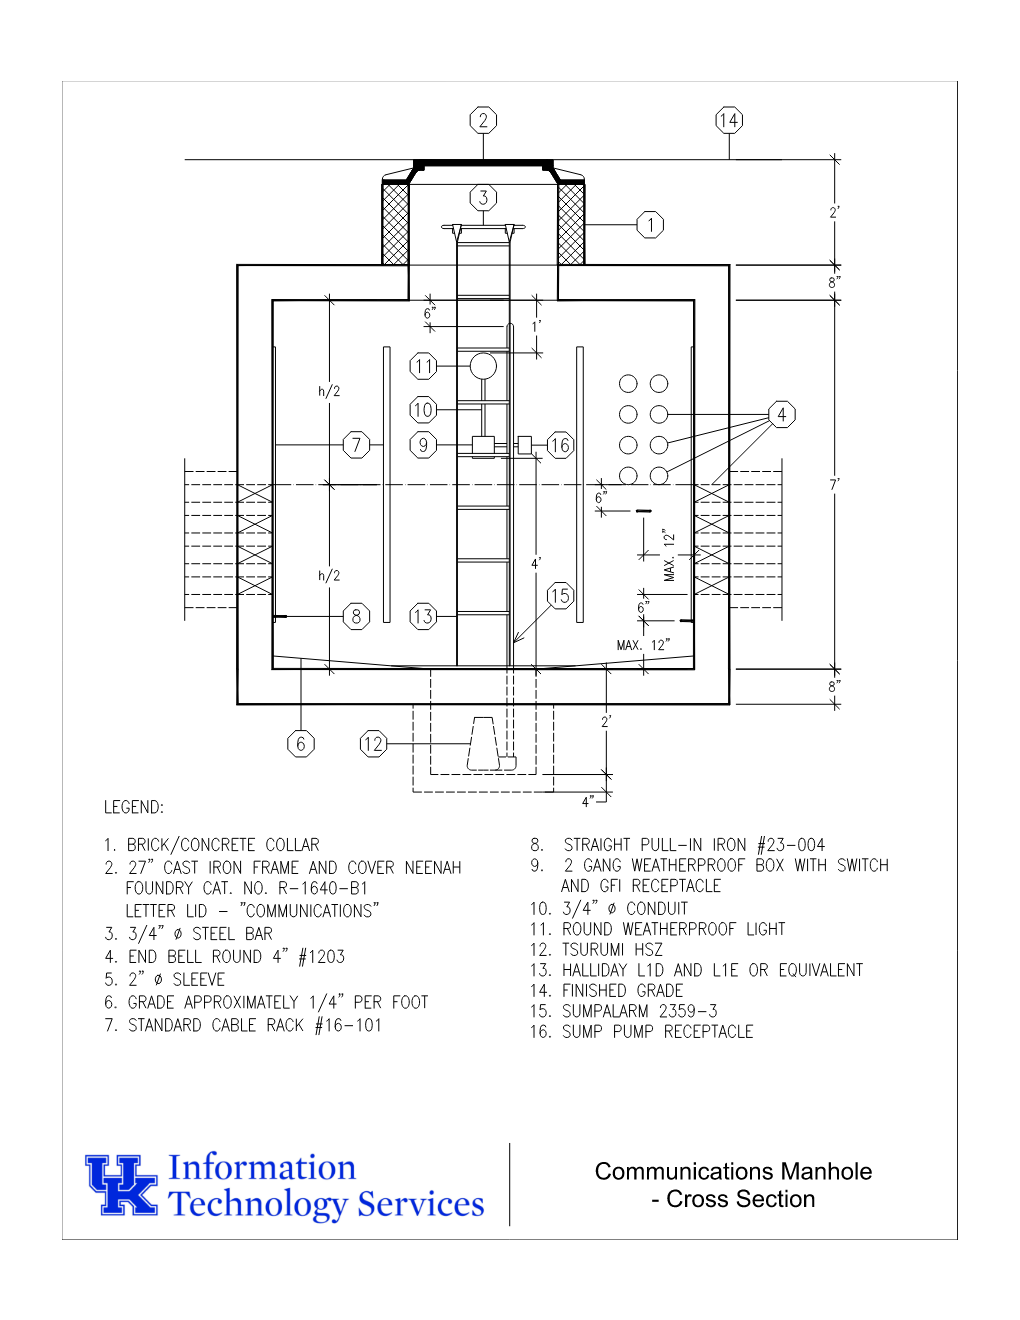 2
14
3
1
2'
8"
6"
1'
11
h/2
10
4
7
9
16
6"
7'
MAX. 12"
4'
h/2
15
6"
8
13
MAX. 12"
8"
2'
6
12
4"
LEGEND:
1. BRICK/CONCRETE COLLAR
2. 27" CAST IRON FRAME AND COVER NEENAH
FOUNDRY CAT. NO. R-1640-B1
LETTER LID - "COMMUNICATIONS"
3. 3/4" ø STEEL BAR
4. END BELL ROUND 4" #1203
5. 2" ø SLEEVE
6. GRADE APPROXIMATELY 1/4" PER FOOT
7. STANDARD CABLE RACK #16-101
8. STRAIGHT PULL-IN IRON #23-004
9. 2 GANG WEATHERPROOF BOX WITH SWITCH
AND GFI RECEPTACLE
10. 3/4" ø CONDUIT
11. ROUND WEATHERPROOF LIGHT
12. TSURUMI HSZ
13. HALLIDAY L1D AND L1E OR EQUIVALENT
14. FINISHED GRADE
15. SUMPALARM 2359-3
16. SUMP PUMP RECEPTACLE
UK
Information
Technology Services
Communications Manhole
- Cross Section